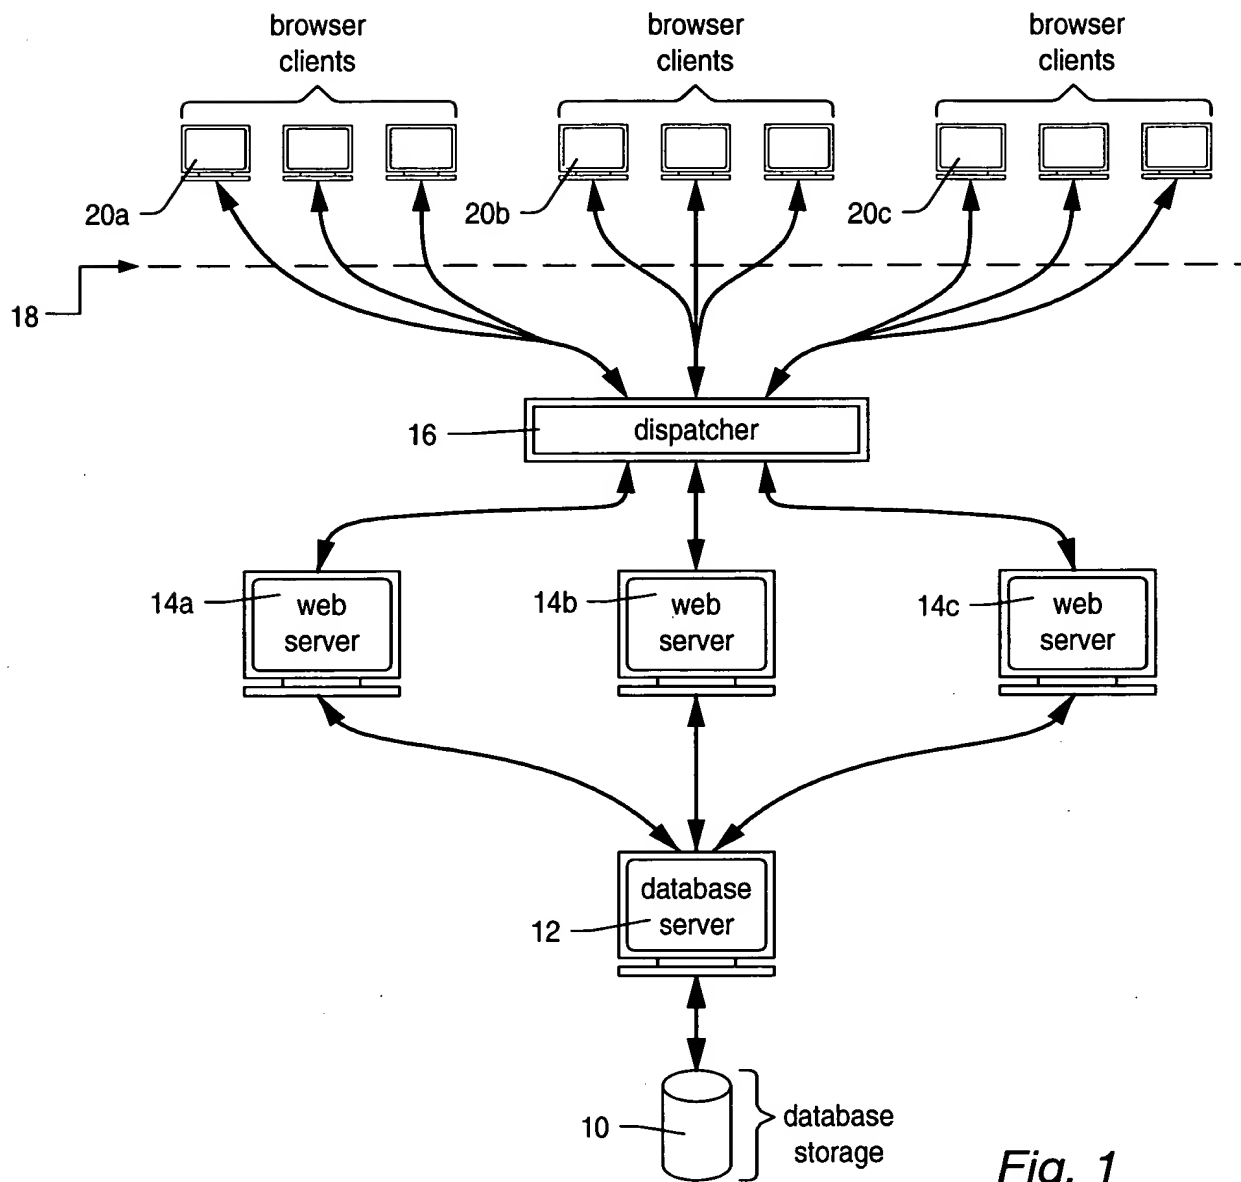 browser
clients
browser
clients
browser
clients
20a
20b
20c
18
16
dispatcher
14a
web
server
14b
web
server
14c
web
server
database
server
12
10
database
storage
Fig. 1